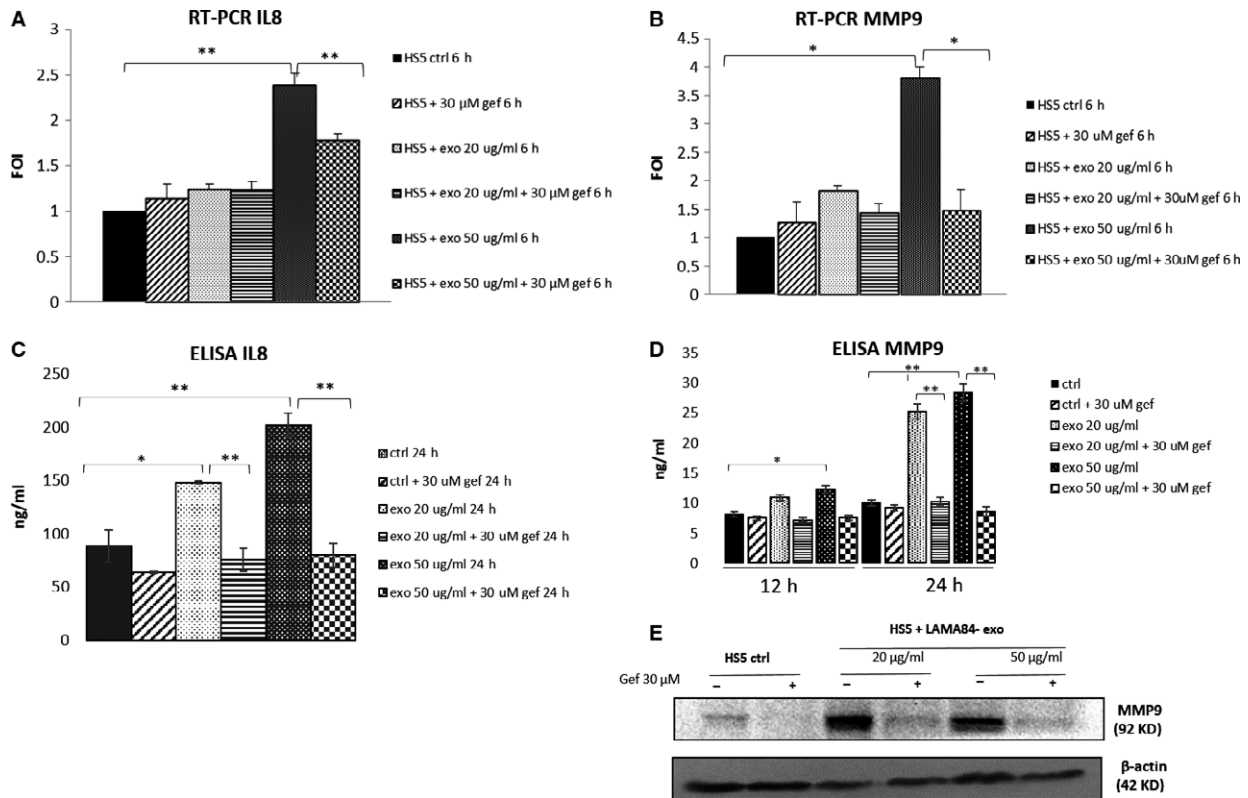 A
RT-PCR IL8
3
2.5
2
1.5
1
0.5
0
FOI
**
**
HS5 ctrl 6 h
HS5 + 30 µM gef 6 h
HS5 + exo 20 ug/ml 6 h
HS5 + exo 20 ug/ml + 30 µM gef 6 h
HS5 + exo 50 ug/ml 6 h
HS5 + exo 50 ug/ml + 30 µM gef 6 h
B
RT-PCR MMP9
4.5
4
3.5
3
2.5
2
1.5
1
0.5
0
FOI
*
*
HS5 ctrl 6 h
HS5 + 30 uM gef 6 h
HS5 + exo 20 ug/ml 6 h
HS5 + exo 20 ug/ml + 30uM gef 6 h
HS5 + exo 50 ug/ml 6 h
HS5 + exo 50 ug/ml + 30uM gef 6 h
C
ELISA IL8
250
200
150
100
50
0
ng/ml
**
**
*
**
ctrl 24 h
ctrl + 30 uM gef 24 h
exo 20 ug/ml 24 h
exo 20 ug/ml + 30 uM gef 24 h
exo 50 ug/ml 24 h
exo 50 ug/ml + 30 uM gef 24 h
D
ELISA MMP9
35
30
25
20
15
10
5
0
ng/ml
*
**
**
**
12 h
24 h
ctrl
ctrl + 30 uM gef
exo 20 ug/ml
exo 20 ug/ml + 30 uM gef
exo 50 ug/ml
exo 50 ug/ml + 30 uM gef
E
HS5 + LAMA84- exo
HS5 ctrl
20 µg/ml
50 µg/ml
Gef 30 µM
– + – + – +
MMP9
(92 KD)
β-actin
(42 KD)